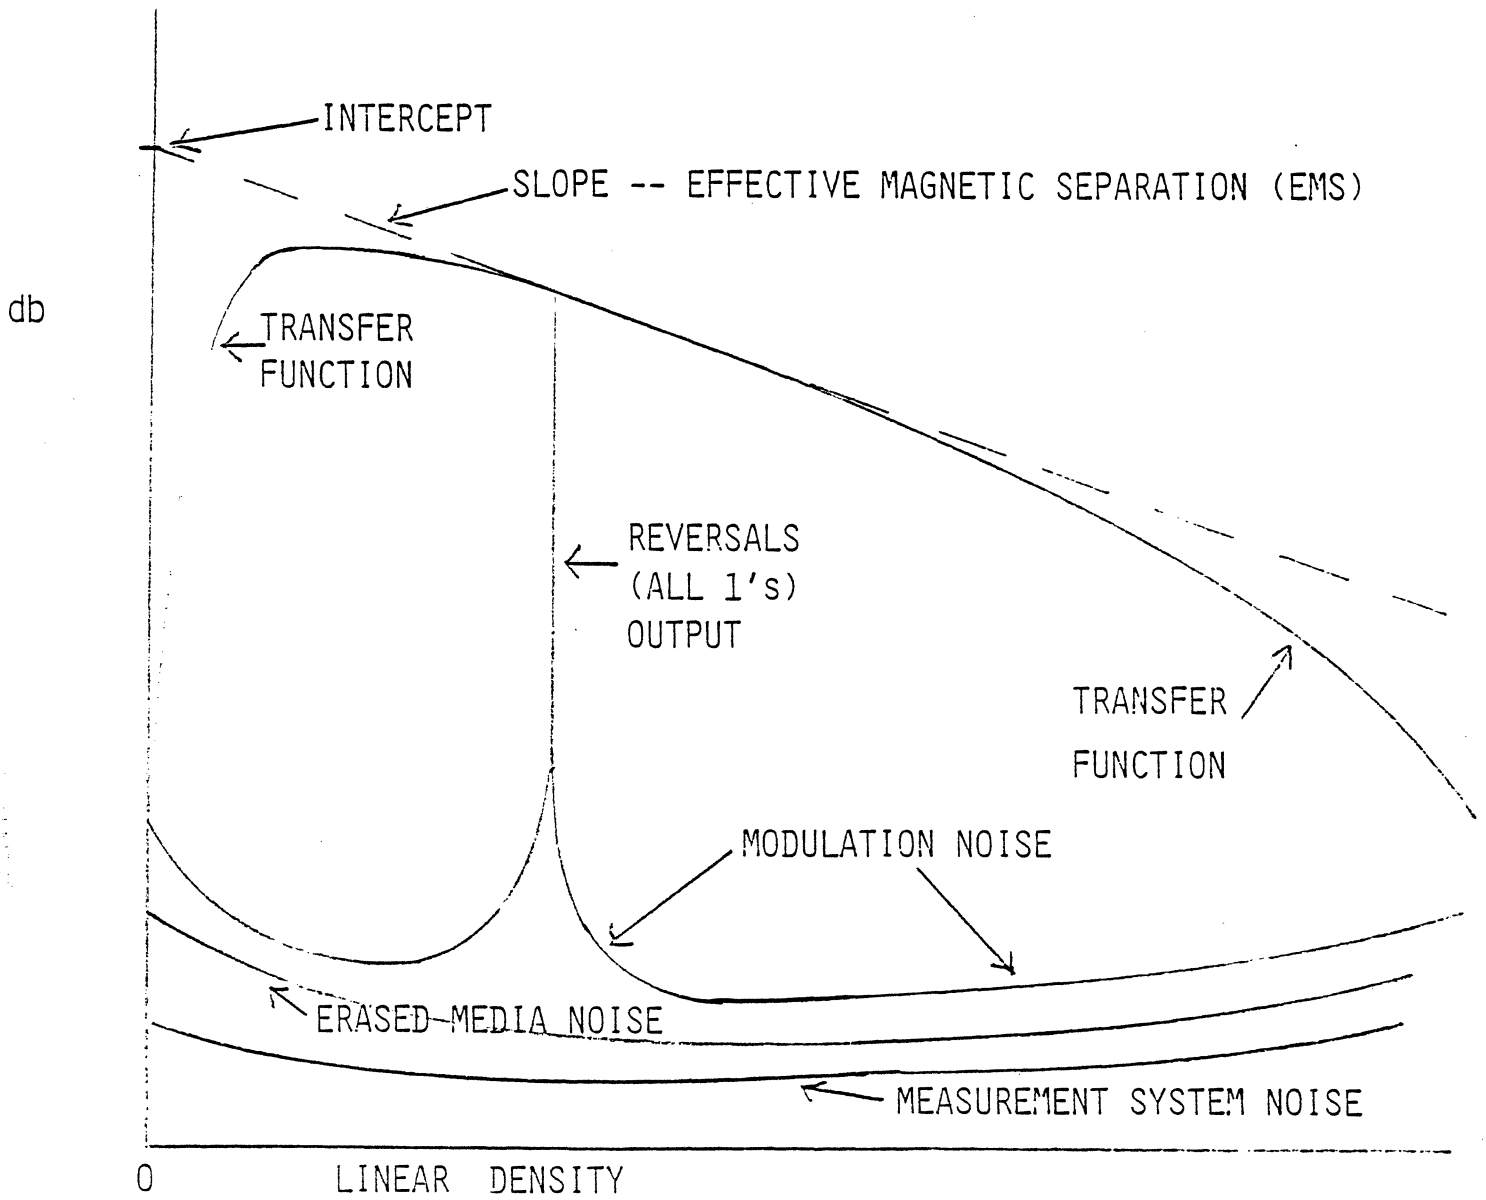 INTERCEPT
SLOPE -- EFFECTIVE MAGNETIC SEPARATION (EMS)
db
TRANSFER
FUNCTION
REVERSALS
(ALL 1's)
OUTPUT
TRANSFER
FUNCTION
MODULATION NOISE
ERASED MEDIA NOISE
MEASUREMENT SYSTEM NOISE
0 LINEAR DENSITY